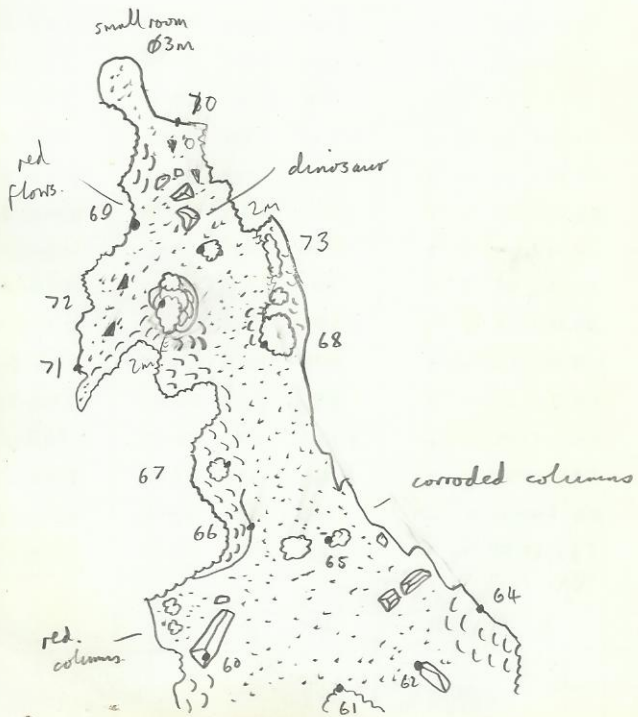 small room
φ3m
70
red
flows.
dinosaur
69
2m
73
72
68
71
2m
67
corroded columns
66
65
64
red.
columns
60
62
61